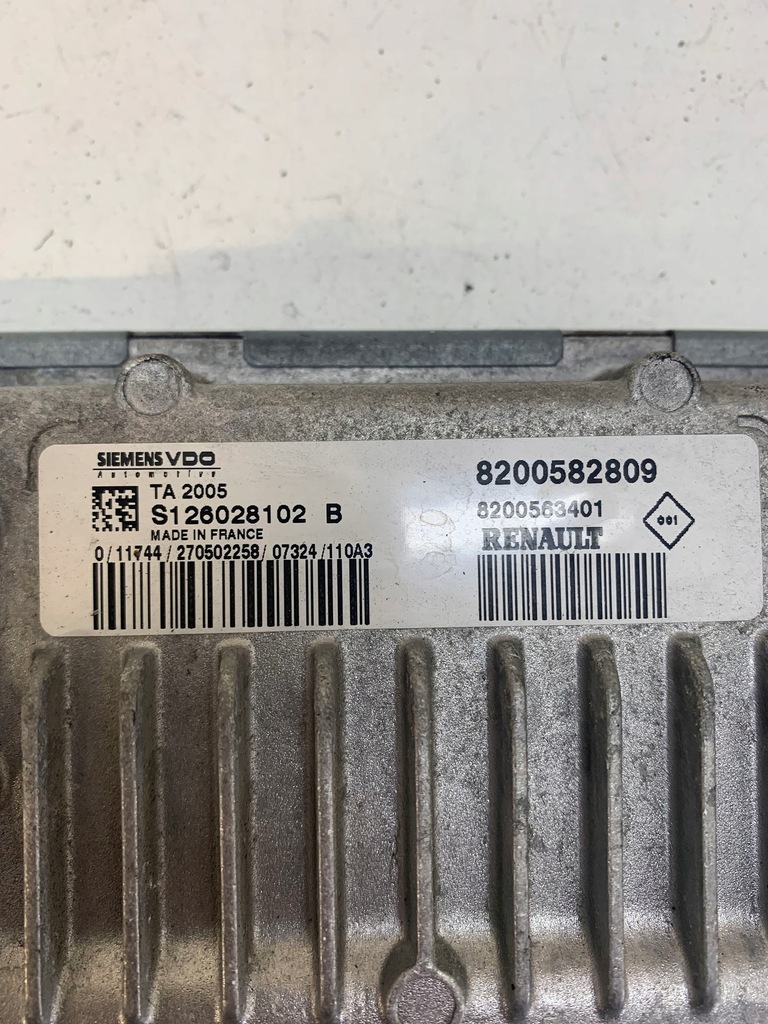 SIEMENS VDO
Automotive
TA 2005
S126028102 B
MADE IN FRANCE
0/11744/270502258/07324/110A3
8200582809
8200563401
RENAULT
001